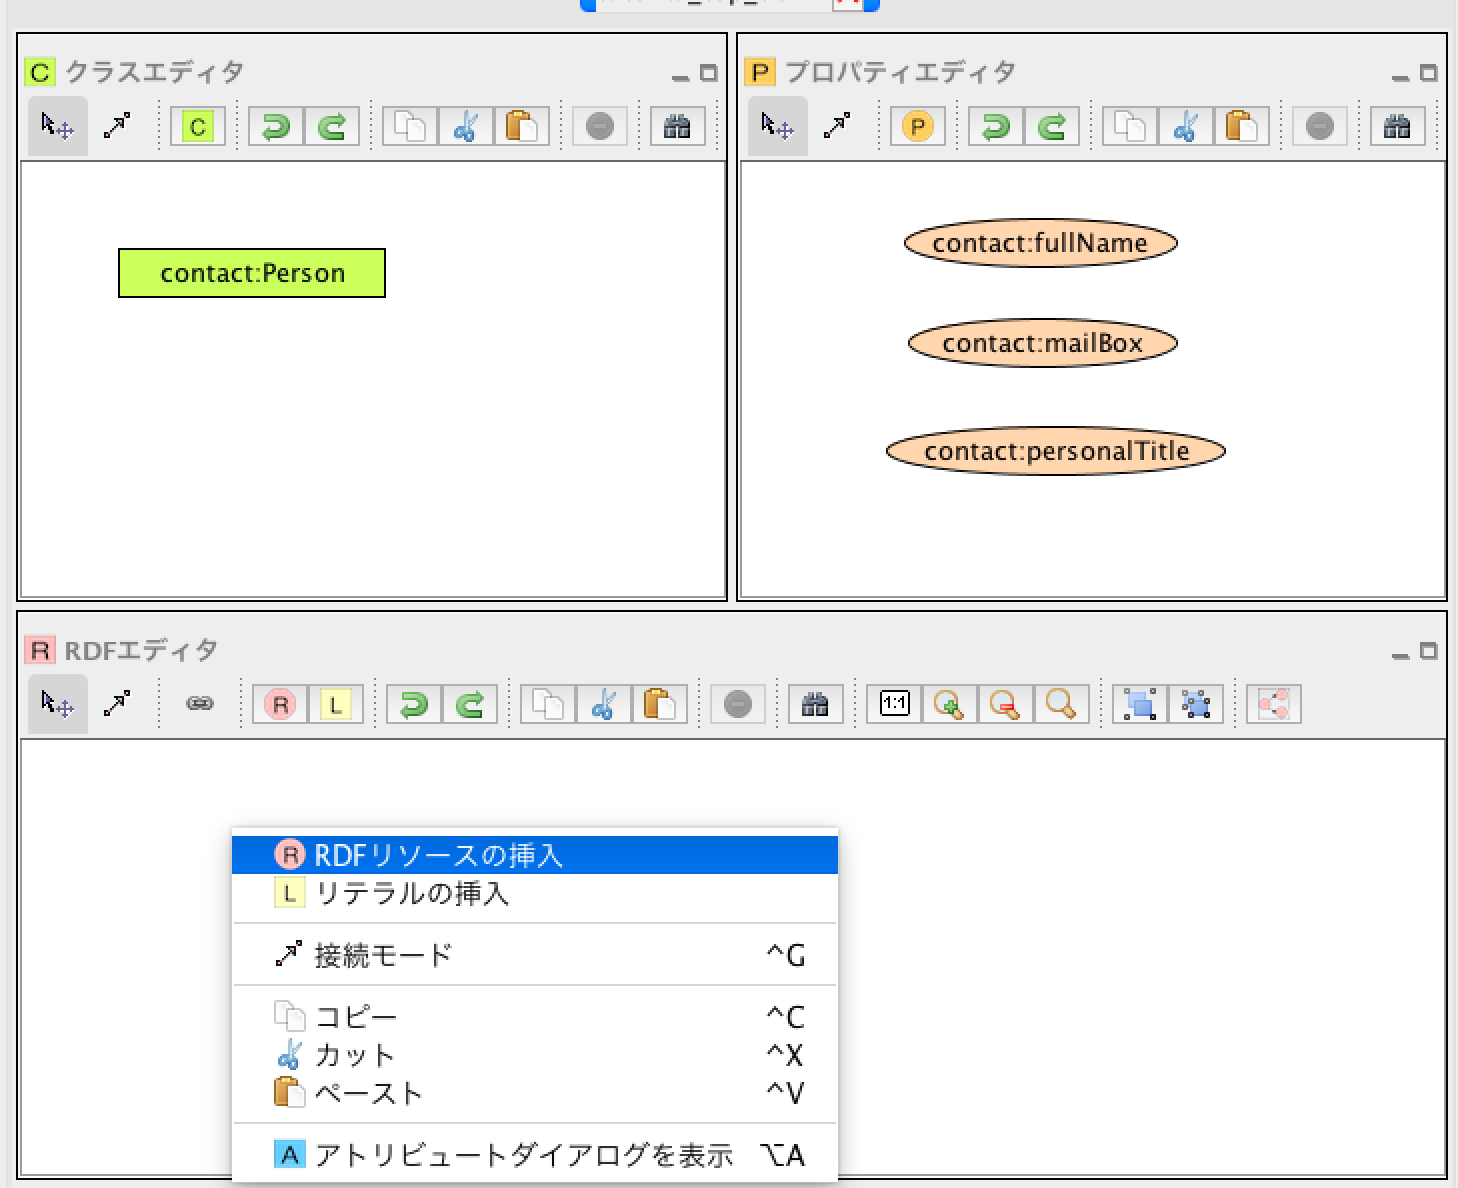 C クラスエディタ
C
contact:Person
P プロパティエディタ
P
contact:fullName
contact:mailBox
contact:personalTitle
R RDFエディタ
R L 1:1
R RDFリソースの挿入
L リテラルの挿入
接続モード ^G
コピー ^C
カット ^X
ペースト ^V
A アトリビュートダイアログを表示 ⌥A